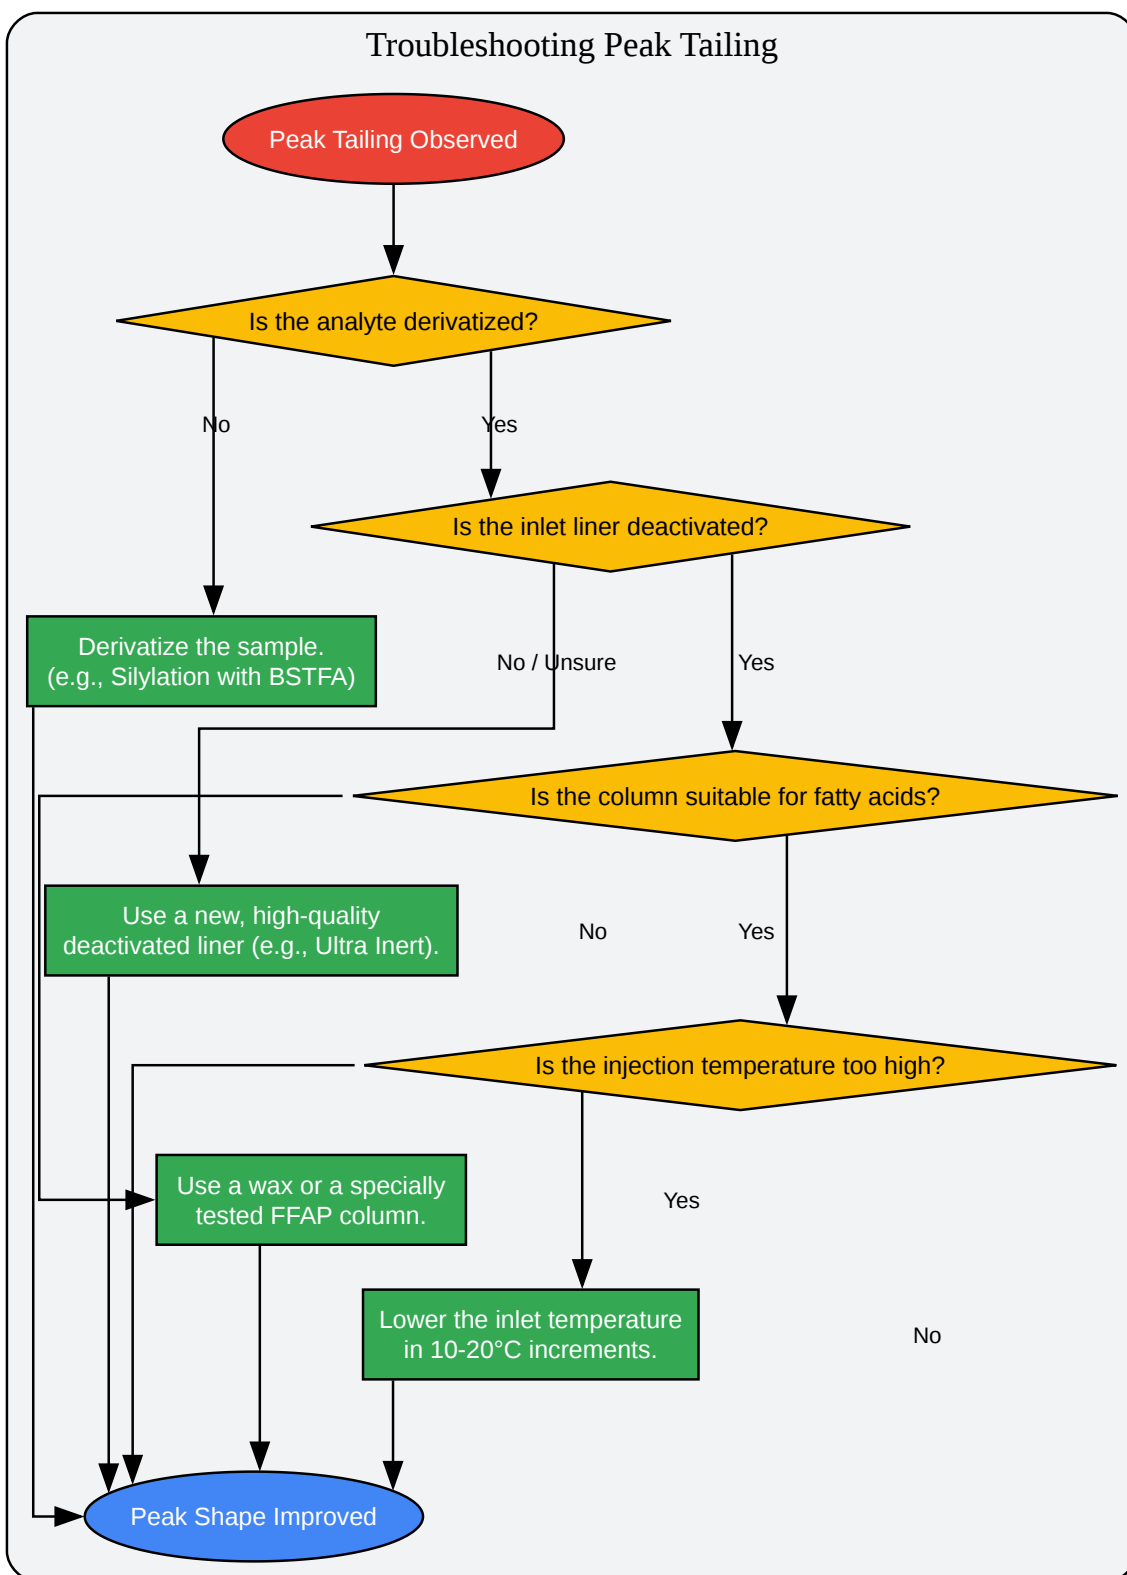 Troubleshooting Peak Tailing
Peak Tailing Observed
Is the analyte derivatized?
No
Yes
Is the inlet liner deactivated?
Derivatize the sample.
(e.g., Silylation with BSTFA)
No / Unsure
Yes
Is the column suitable for fatty acids?
Use a new, high-quality
deactivated liner (e.g., Ultra Inert).
No
Yes
Is the injection temperature too high?
Use a wax or a specially
tested FFAP column.
Yes
Lower the inlet temperature
in 10-20°C increments.
No
Peak Shape Improved